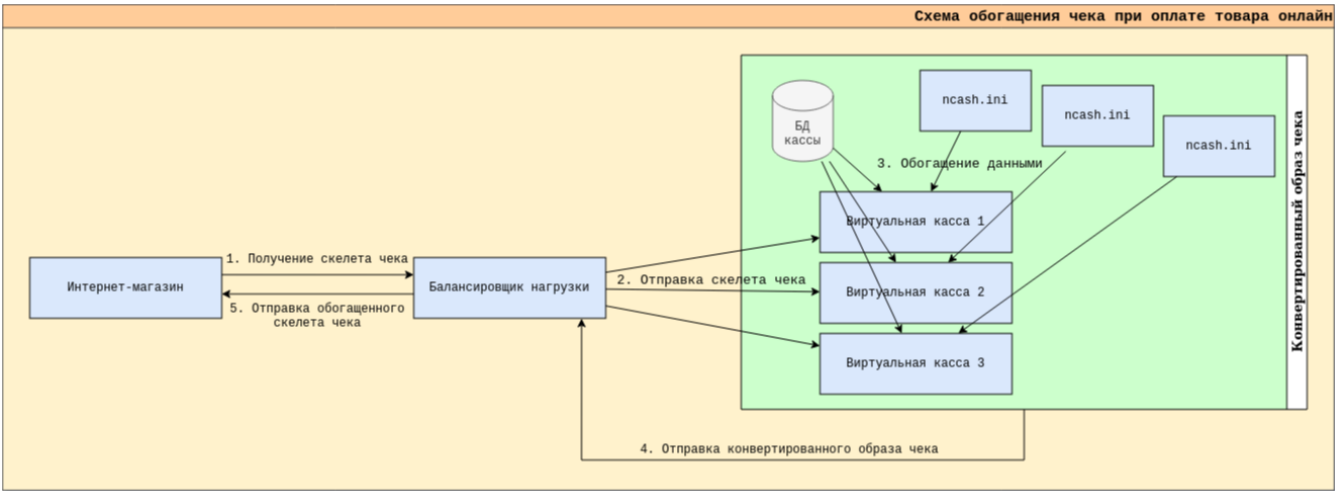 Схема обогащения чека при оплате товара онлайн
БД
кассы
ncash.ini
ncash.ini
ncash.ini
3. Обогащение данными
Виртуальная касса 1
1. Получение скелета чека
Интернет-магазин
Балансировщик нагрузки
2. Отправка скелета чека
Виртуальная касса 2
5. Отправка обогащенного
скелета чека
Виртуальная касса 3
4. Отправка конвертированного образа чека
Конвертированный образ чека